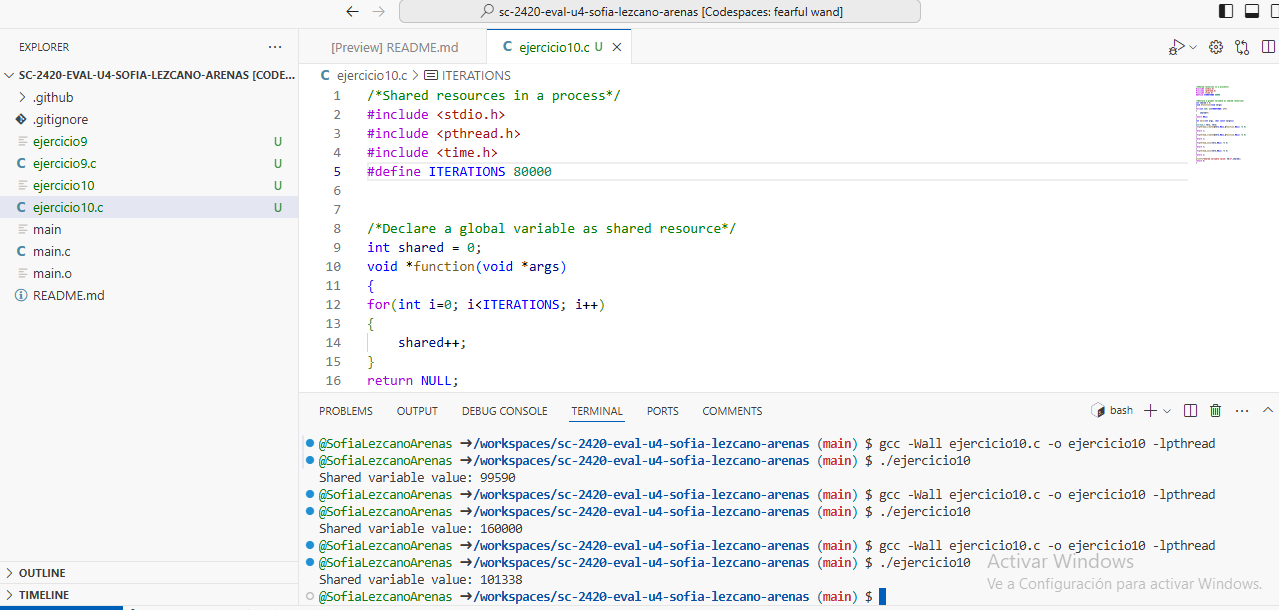 sc-2420-eval-u4-sofia-lezcano-arenas [Codespaces: fearful wand]
EXPLORER
SC-2420-EVAL-U4-SOFIA-LEZCANO-ARENAS [CODE...
.github
.gitignore
ejercicio9 U
ejercicio9.c U
ejercicio10 U
ejercicio10.c U
main
main.c
main.o
README.md
OUTLINE
TIMELINE
[Preview] README.md
ejercicio10.c U
ejercicio10.c > ITERATIONS
1 /*Shared resources in a process*/
2 #include <stdio.h>
3 #include <pthread.h>
4 #include <time.h>
5 #define ITERATIONS 80000
6
7
8 /*Declare a global variable as shared resource*/
9 int shared = 0;
10 void *function(void *args)
11 {
12 for(int i=0; i<ITERATIONS; i++)
13 {
14 shared++;
15 }
16 return NULL;
PROBLEMS OUTPUT DEBUG CONSOLE TERMINAL PORTS COMMENTS
bash
@SofiaLezcanoArenas ➜/workspaces/sc-2420-eval-u4-sofia-lezcano-arenas (main) $ gcc -Wall ejercicio10.c -o ejercicio10 -lpthread
@SofiaLezcanoArenas ➜/workspaces/sc-2420-eval-u4-sofia-lezcano-arenas (main) $ ./ejercicio10
Shared variable value: 99590
@SofiaLezcanoArenas ➜/workspaces/sc-2420-eval-u4-sofia-lezcano-arenas (main) $ gcc -Wall ejercicio10.c -o ejercicio10 -lpthread
@SofiaLezcanoArenas ➜/workspaces/sc-2420-eval-u4-sofia-lezcano-arenas (main) $ ./ejercicio10
Shared variable value: 160000
@SofiaLezcanoArenas ➜/workspaces/sc-2420-eval-u4-sofia-lezcano-arenas (main) $ gcc -Wall ejercicio10.c -o ejercicio10 -lpthread
@SofiaLezcanoArenas ➜/workspaces/sc-2420-eval-u4-sofia-lezcano-arenas (main) $ ./ejercicio10
Shared variable value: 101338
@SofiaLezcanoArenas ➜/workspaces/sc-2420-eval-u4-sofia-lezcano-arenas (main) $
Activar Windows
Ve a Configuración para activar Windows.